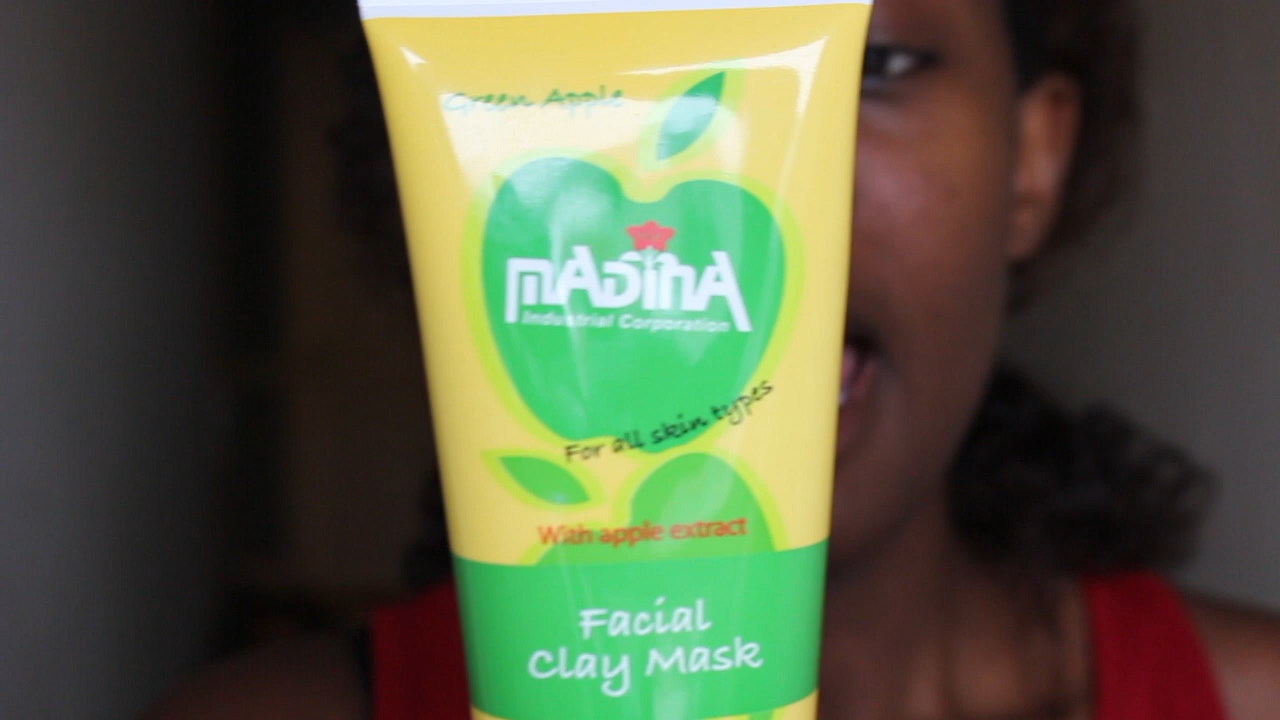 Green Apple
mADinA
Industrial Corporation
For all skin types
With apple extract
Facial
Clay Mask